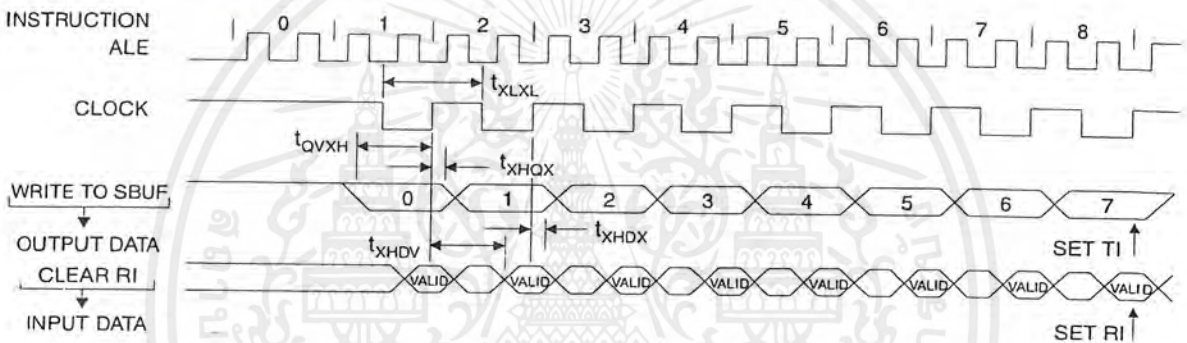 INSTRUCTION 0 1 2 3 4 5 6 7 8
ALE
tXLXL
CLOCK
tQVXH
tXHQX
WRITE TO SBUF
0 1 2 3 4 5 6 7
OUTPUT DATA
tXHDV
tXHDX
SET TI
CLEAR RI
VALID VALID VALID VALID VALID VALID VALID VALID
INPUT DATA
SET RI